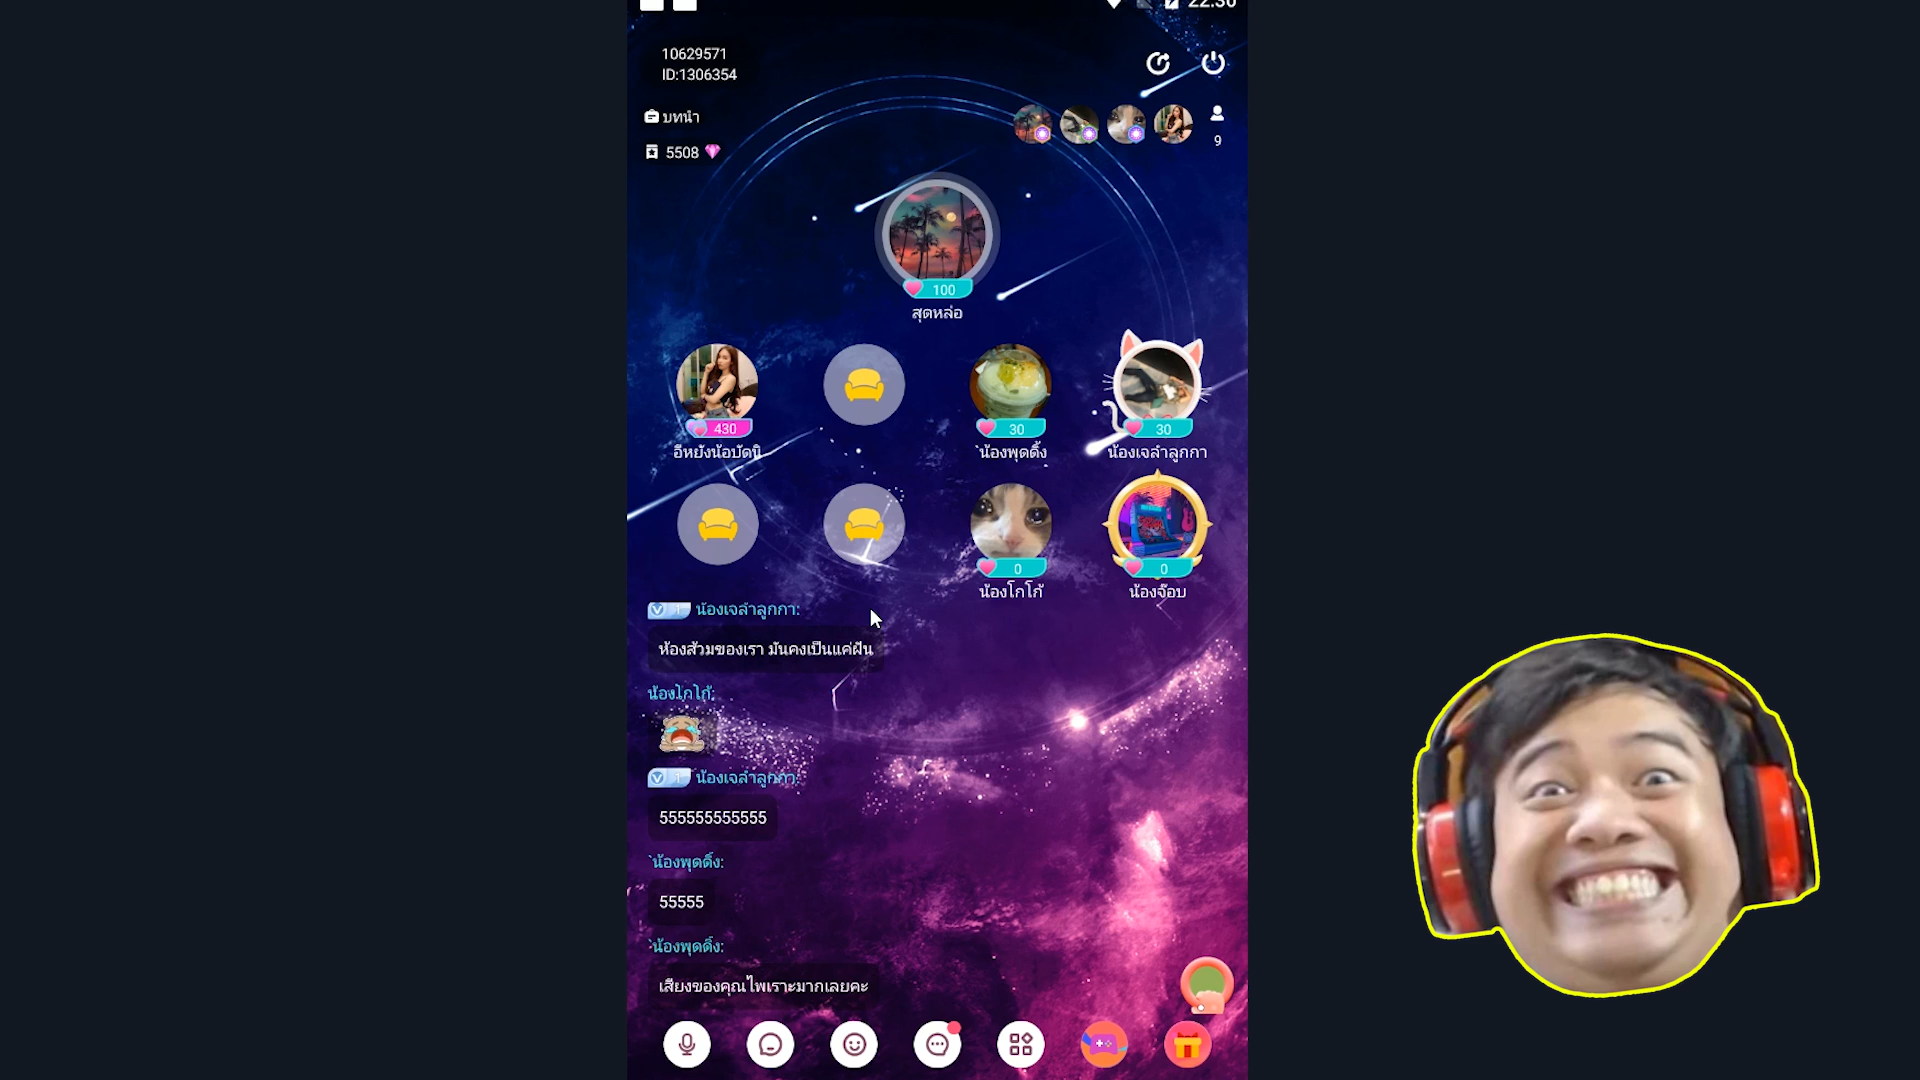 22:30
10629571
ID:1306354
บทนำ
5508
9
100
สุดหล่อ
430
30
30
อีหยังน้อบัดนิ
`น้องพุดดิ้ง
น้องเจลำลูกกา
0
0
น้องโกโก้
น้องจ๊อบ
1 น้องเจลำลูกกา:
ห้องส้วมของเรา มันคงเป็นแค่ฝัน
น้องโกโก้:
1 น้องเจลำลูกกา:
555555555555
`น้องพุดดิ้ง:
55555
`น้องพุดดิ้ง:
เสียงของคุณไพเราะมากเลยคะ